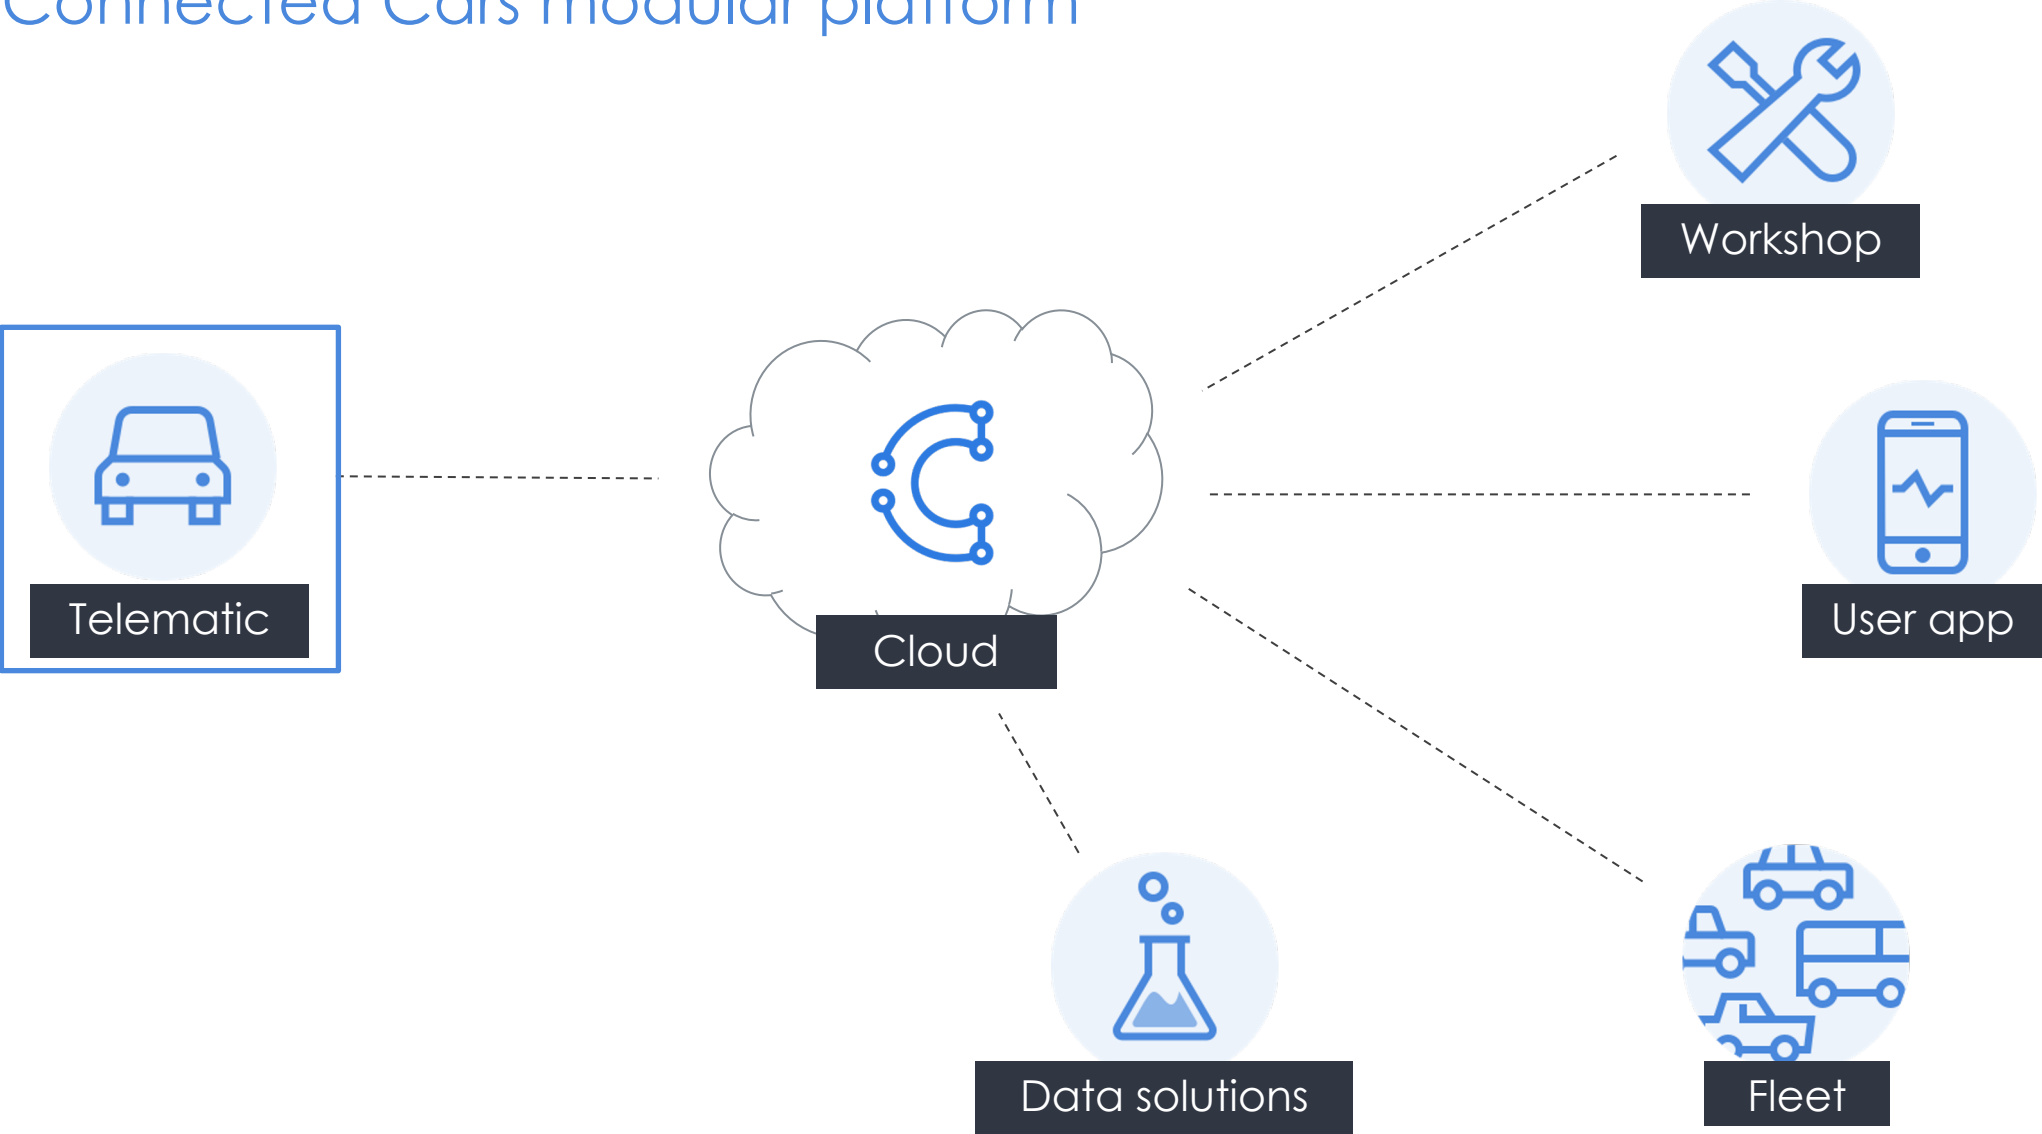 Connected Cars modular platform
Workshop
Telematic
User app
Cloud
Data solutions
Fleet